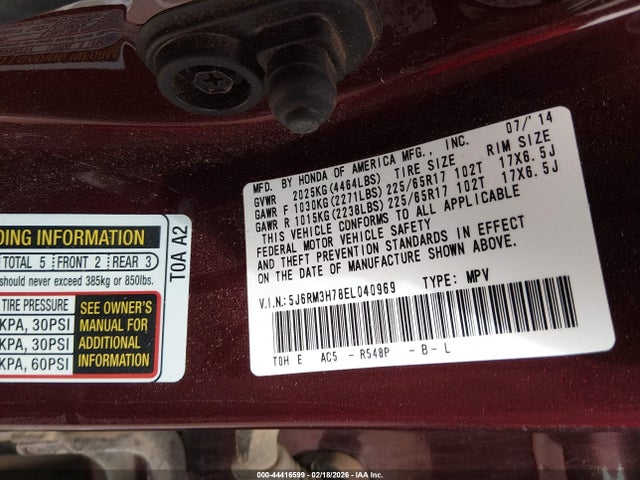 MFD. BY HONDA OF AMERICA MFG., INC. 07/'14
GVWR 2025KG(4464LBS) TIRE SIZE RIM SIZE
GAWR F 1030KG(2271LBS) 225/65R17 102T 17X6.5J
GAWR R 1015KG(2238LBS) 225/65R17 102T 17X6.5J
THIS VEHICLE CONFORMS TO ALL APPLICABLE
FEDERAL MOTOR VEHICLE SAFETY
AND THEFT PREVENTION STANDARDS IN EFFECT
ON THE DATE OF MANUFACTURE SHOWN ABOVE.
V.I.N.:5J6RM3H78EL040969 TYPE: MPV
TOH E AC5 - R548P - B - L
DING INFORMATION
TOTAL 5 FRONT 2 REAR 3
should never exceed 385kg or 850lbs.
TIRE PRESSURE
KPA, 30PSI
KPA, 30PSI
KPA, 60PSI
SEE OWNER'S
MANUAL FOR
ADDITIONAL
INFORMATION
T0A A2
000-44416599 - 02/18/2026 - IAA Inc.